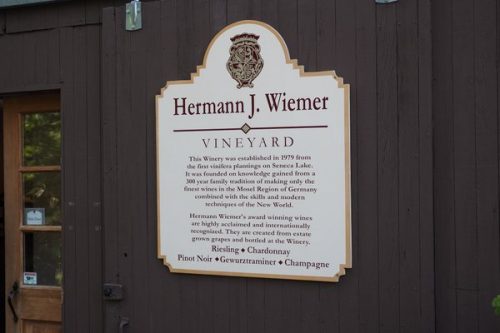 Hermann J. Wiemer
VINEYARD
This Winery was established in 1979 from
the first vinifera plantings on Seneca Lake.
It was founded on knowledge gained from a
300 year family tradition of making only the
finest wines in the Mosel Region of Germany
combined with the skills and modern
techniques of the New World.
Hermann Wiemer's award winning wines
are highly acclaimed and internationally
recognized. They are created from estate
grown grapes and bottled at the Winery.
Riesling ◆ Chardonnay
Pinot Noir ◆ Gewurztraminer ◆ Champagne